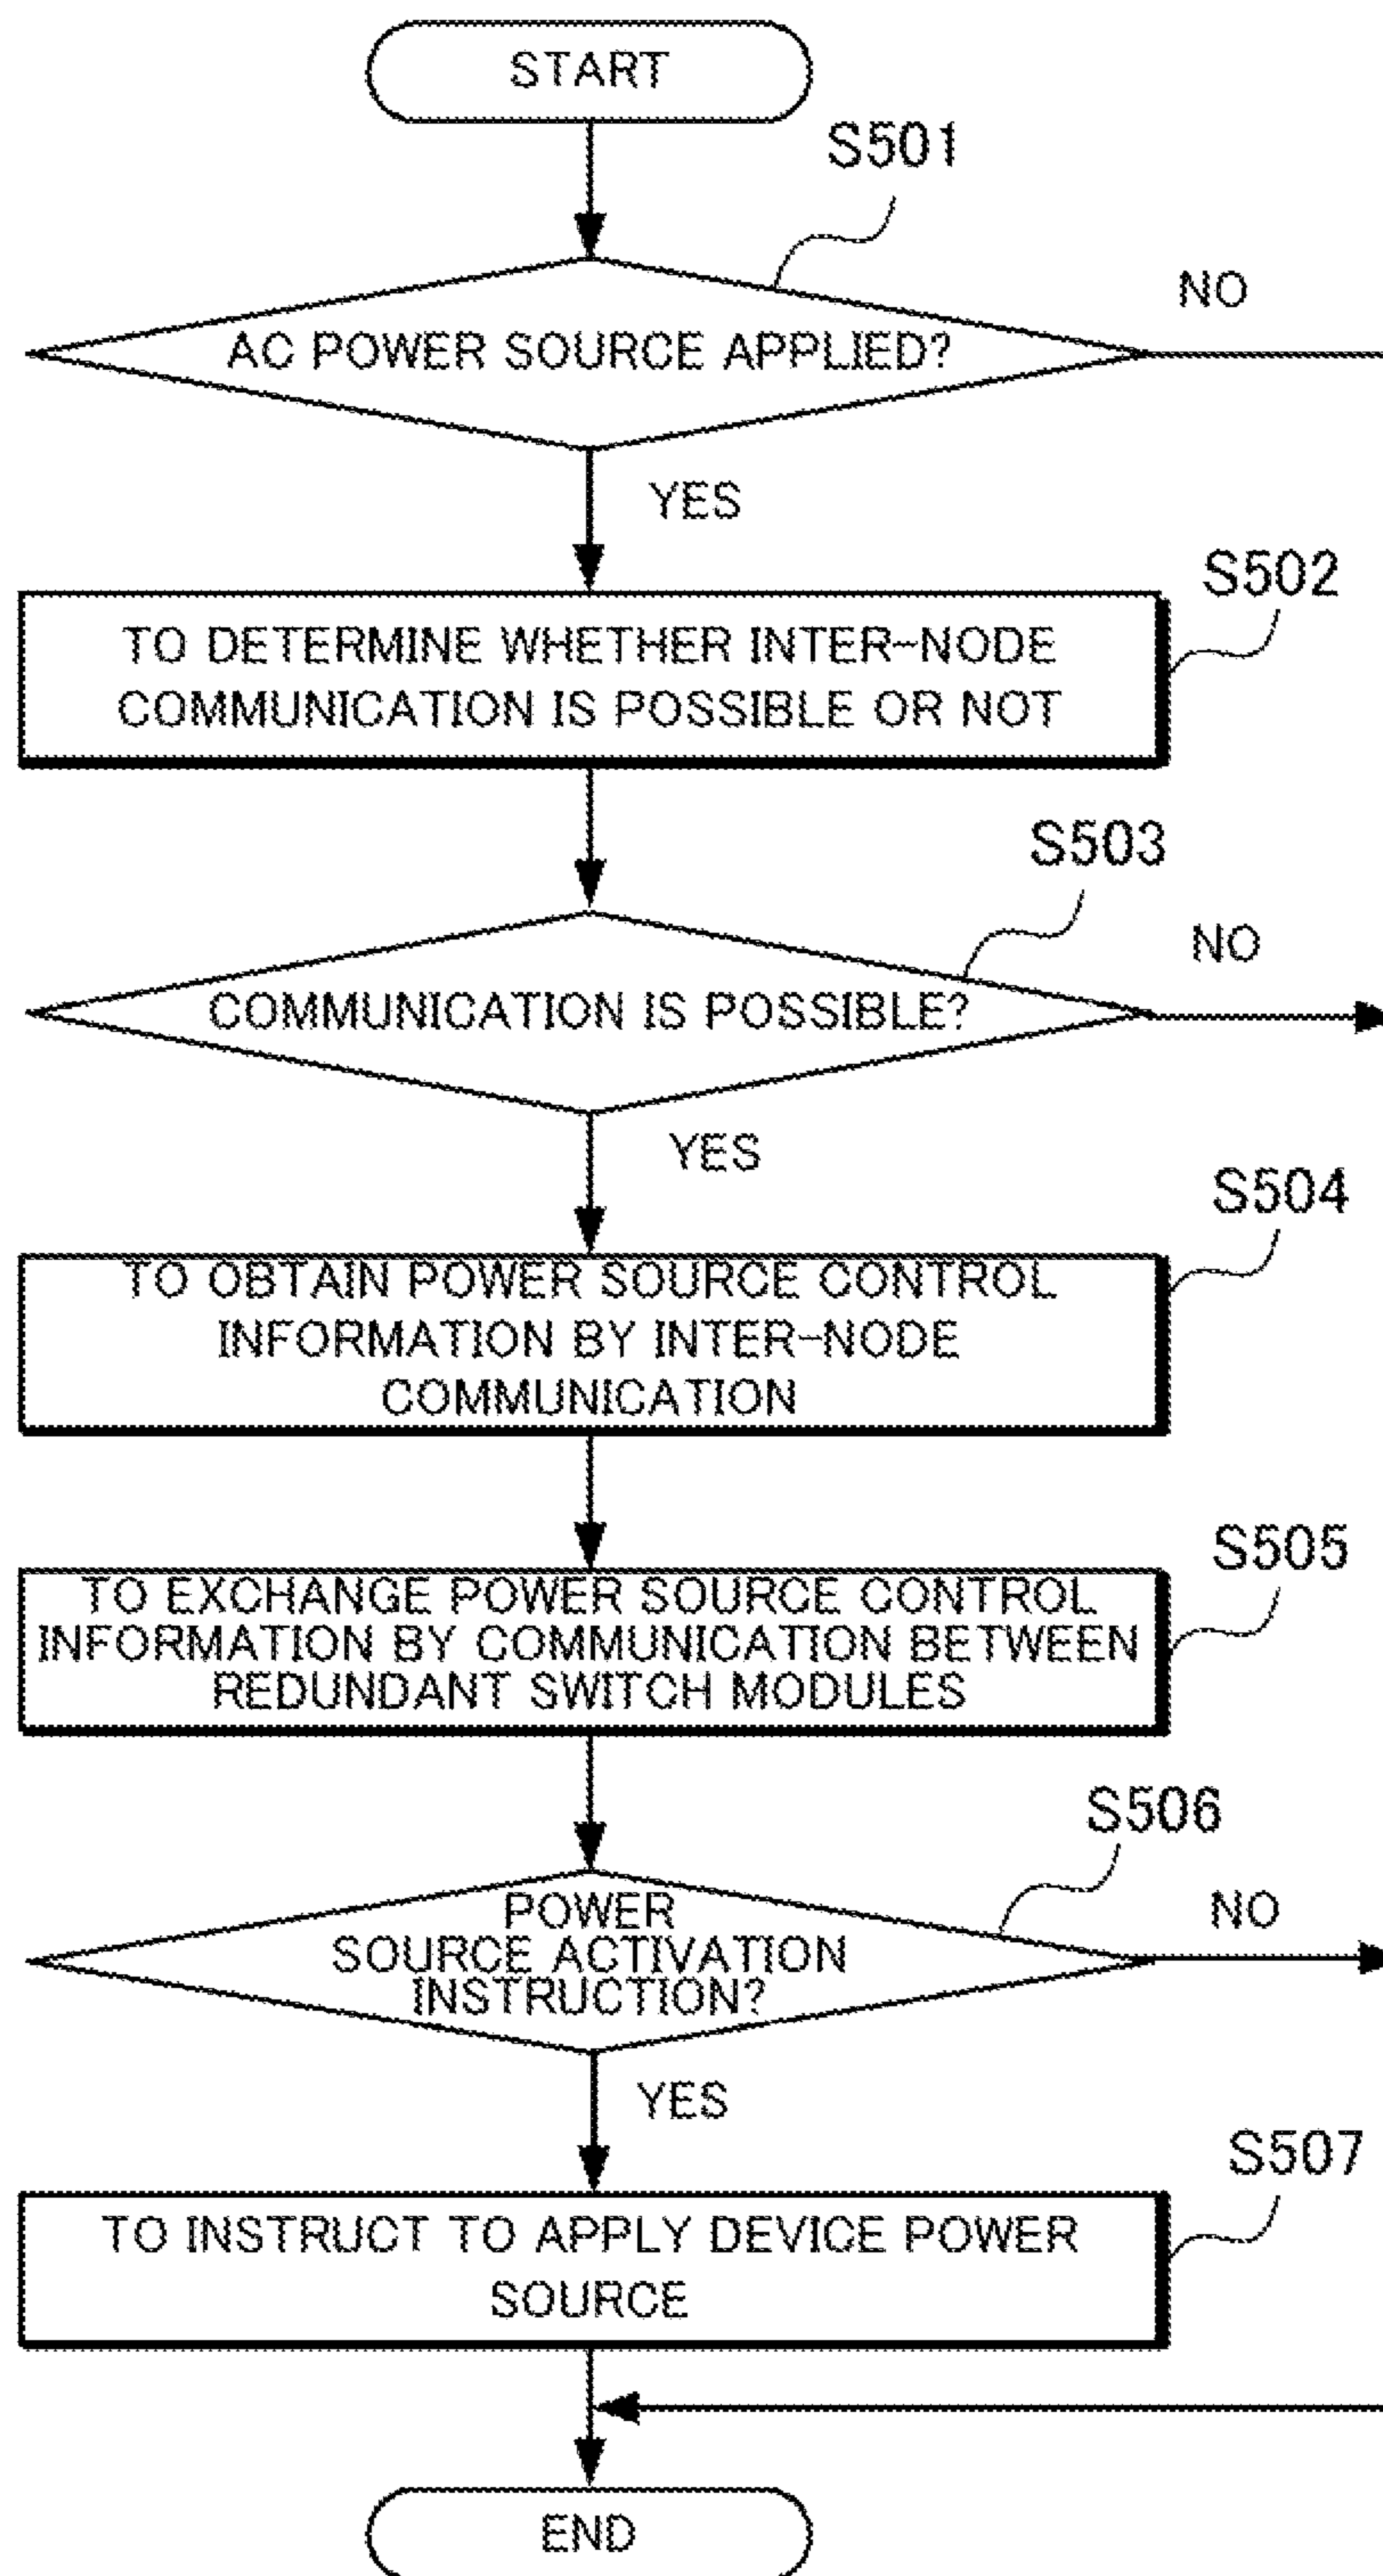 START
S501
AC POWER SOURCE APPLIED?
NO
YES
S502
TO DETERMINE WHETHER INTER-NODE
COMMUNICATION IS POSSIBLE OR NOT
S503
COMMUNICATION IS POSSIBLE?
NO
YES
S504
TO OBTAIN POWER SOURCE CONTROL
INFORMATION BY INTER-NODE
COMMUNICATION
S505
TO EXCHANGE POWER SOURCE CONTROL
INFORMATION BY COMMUNICATION BETWEEN
REDUNDANT SWITCH MODULES
S506
POWER
SOURCE ACTIVATION
INSTRUCTION?
NO
YES
S507
TO INSTRUCT TO APPLY DEVICE POWER
SOURCE
END